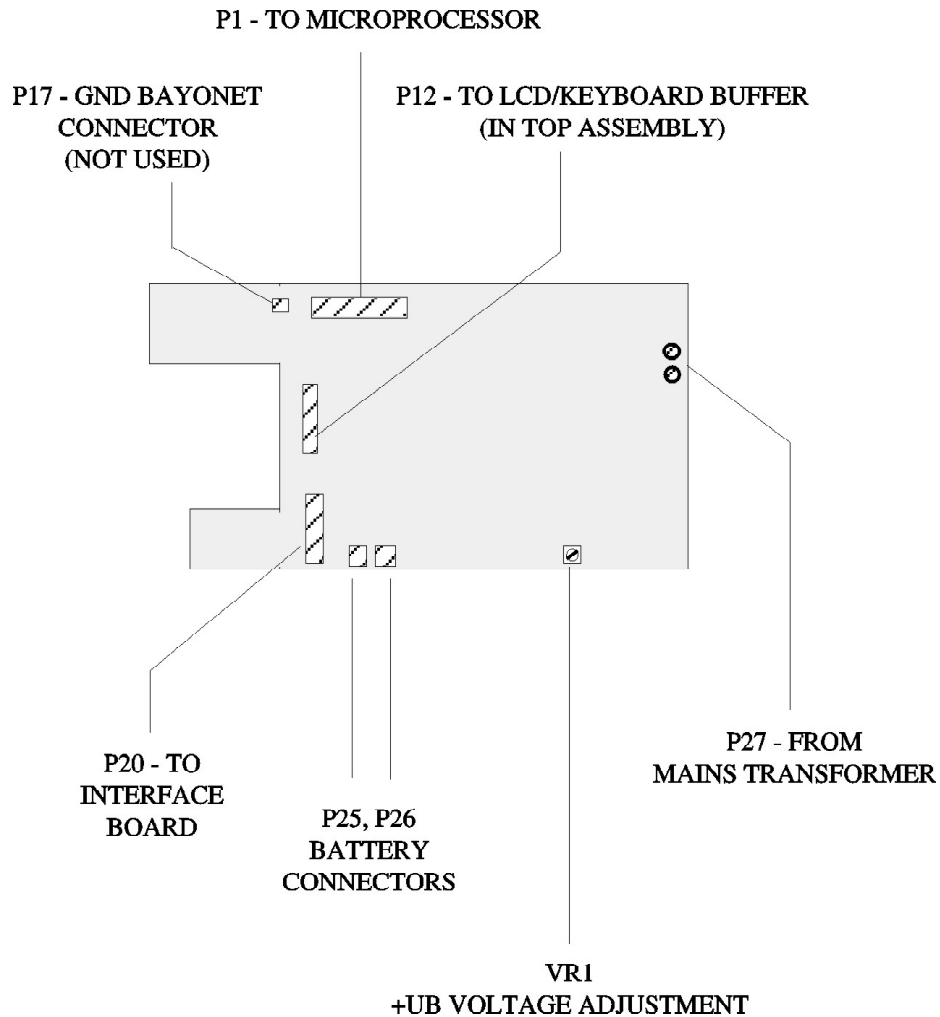 P1 - TO MICROPROCESSOR
P17 - GND BAYONET
CONNECTOR
(NOT USED)
P12 - TO LCD/KEYBOARD BUFFER
(IN TOP ASSEMBLY)
P20 - TO
INTERFACE
BOARD
P25, P26
BATTERY
CONNECTORS
P27 - FROM
MAINS TRANSFORMER
VR1
+UB VOLTAGE ADJUSTMENT